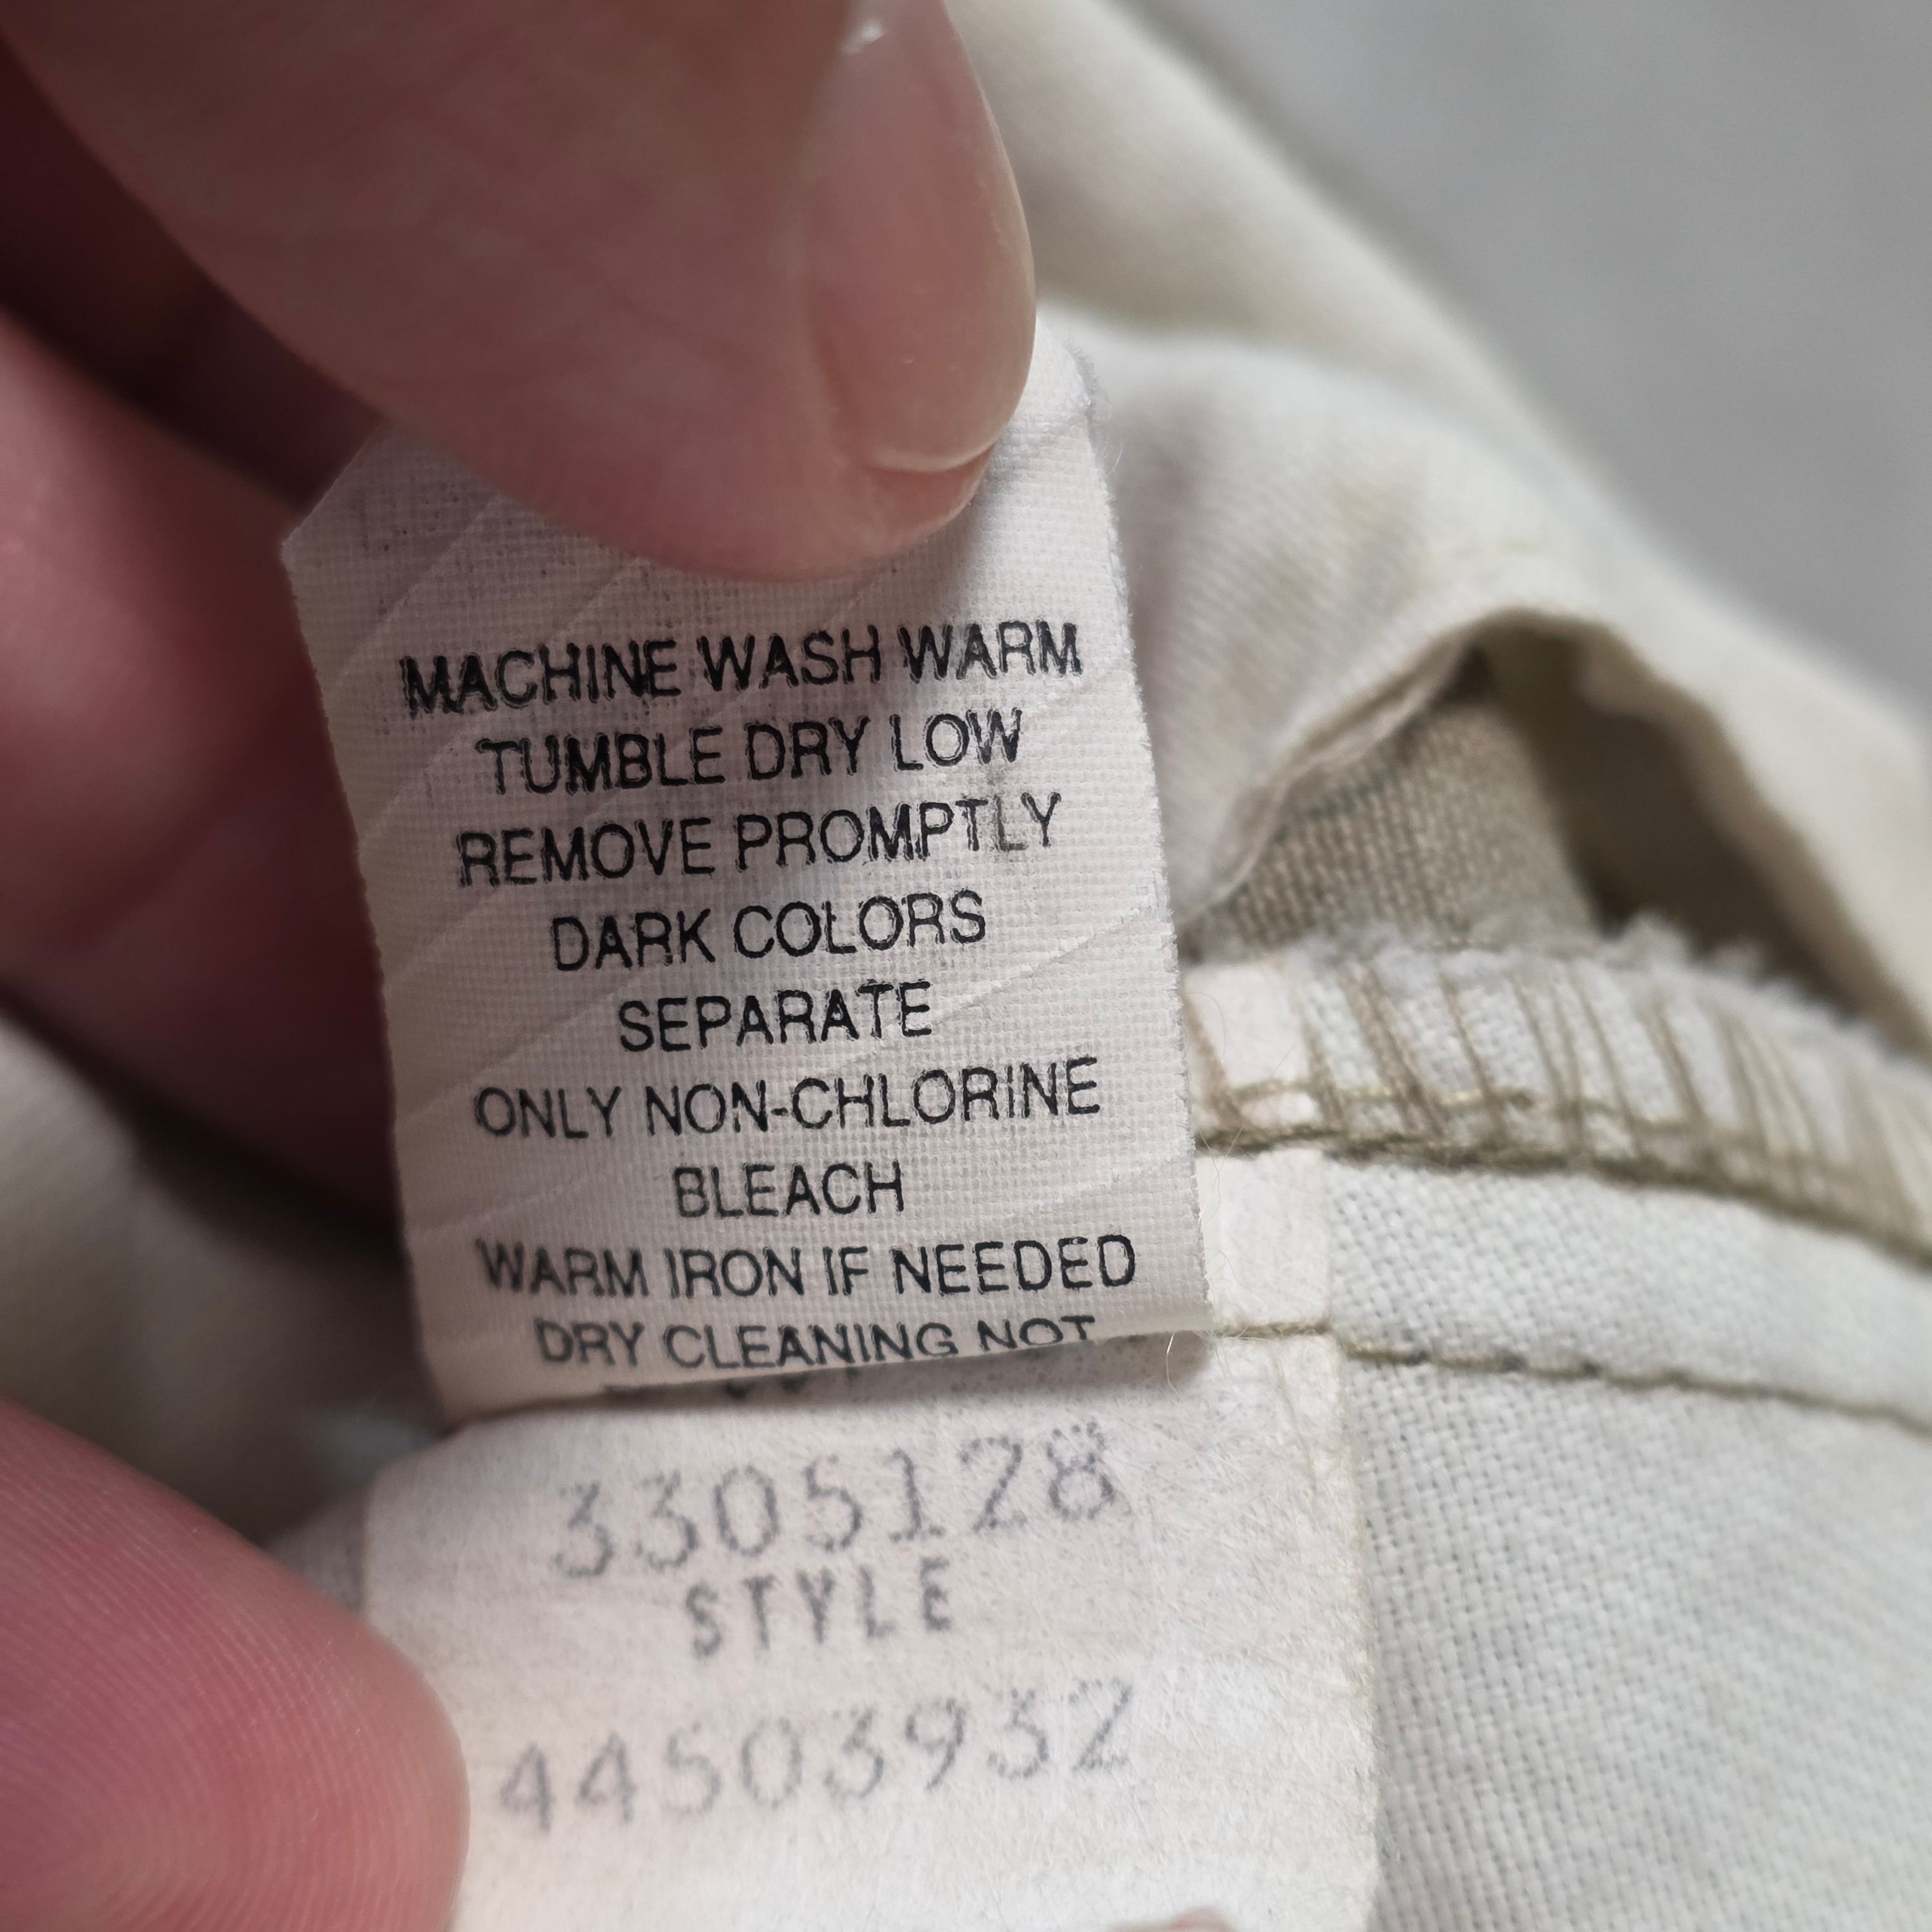 MACHINE WASH WARM
TUMBLE DRY LOW
REMOVE PROMPTLY
DARK COLORS
SEPARATE
ONLY NON-CHLORINE
BLEACH
WARM IRON IF NEEDED
DRY CLEANING NOT
3305128
STYLE
44503932